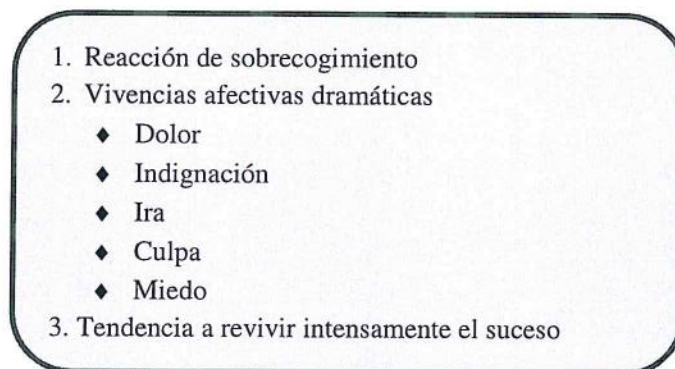 1. Reacción de sobrecogimiento
2. Vivencias afectivas dramáticas
♦ Dolor
♦ Indignación
♦ Ira
♦ Culpa
♦ Miedo
3. Tendencia a revivir intensamente el suceso